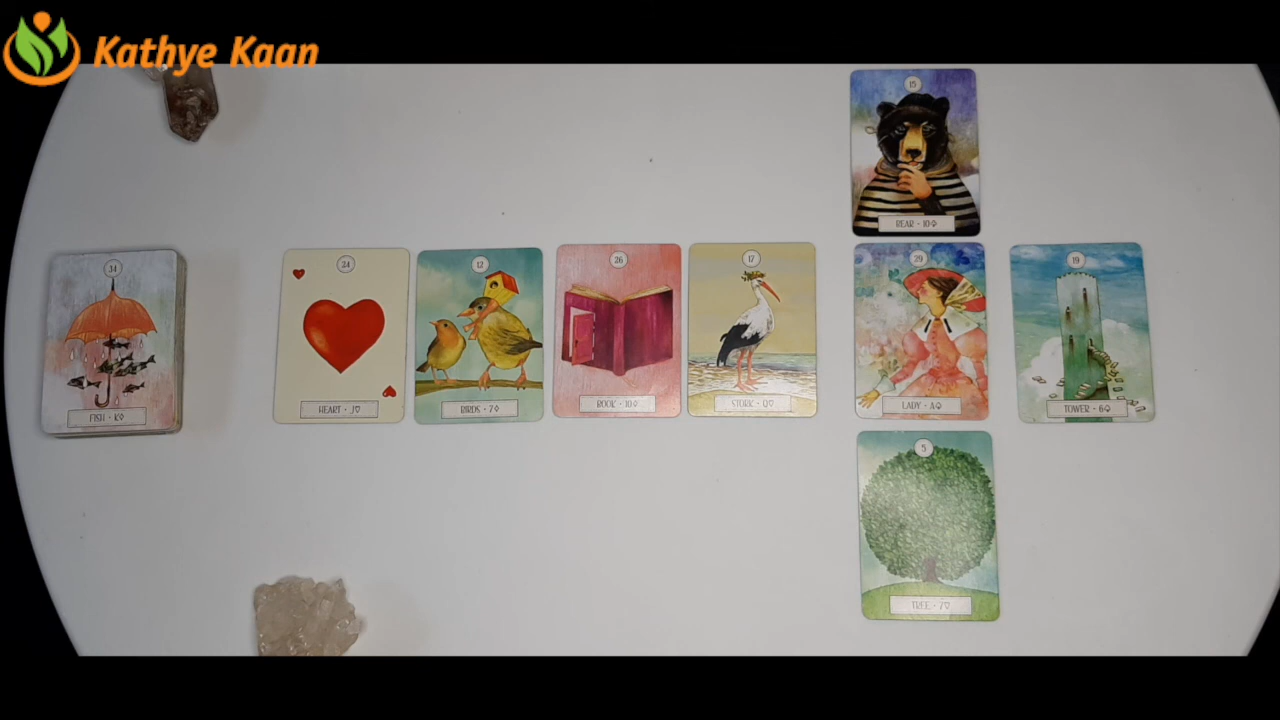 Kathye Kaan
15
BEAR • 10♣
34
FISH • K♦
24
HEART • J♥
12
BIRDS • 7♦
26
BOOK • 10♦
17
STORK • Q♥
29
LADY • A♠
19
TOWER • 6♠
5
TREE • 7♥